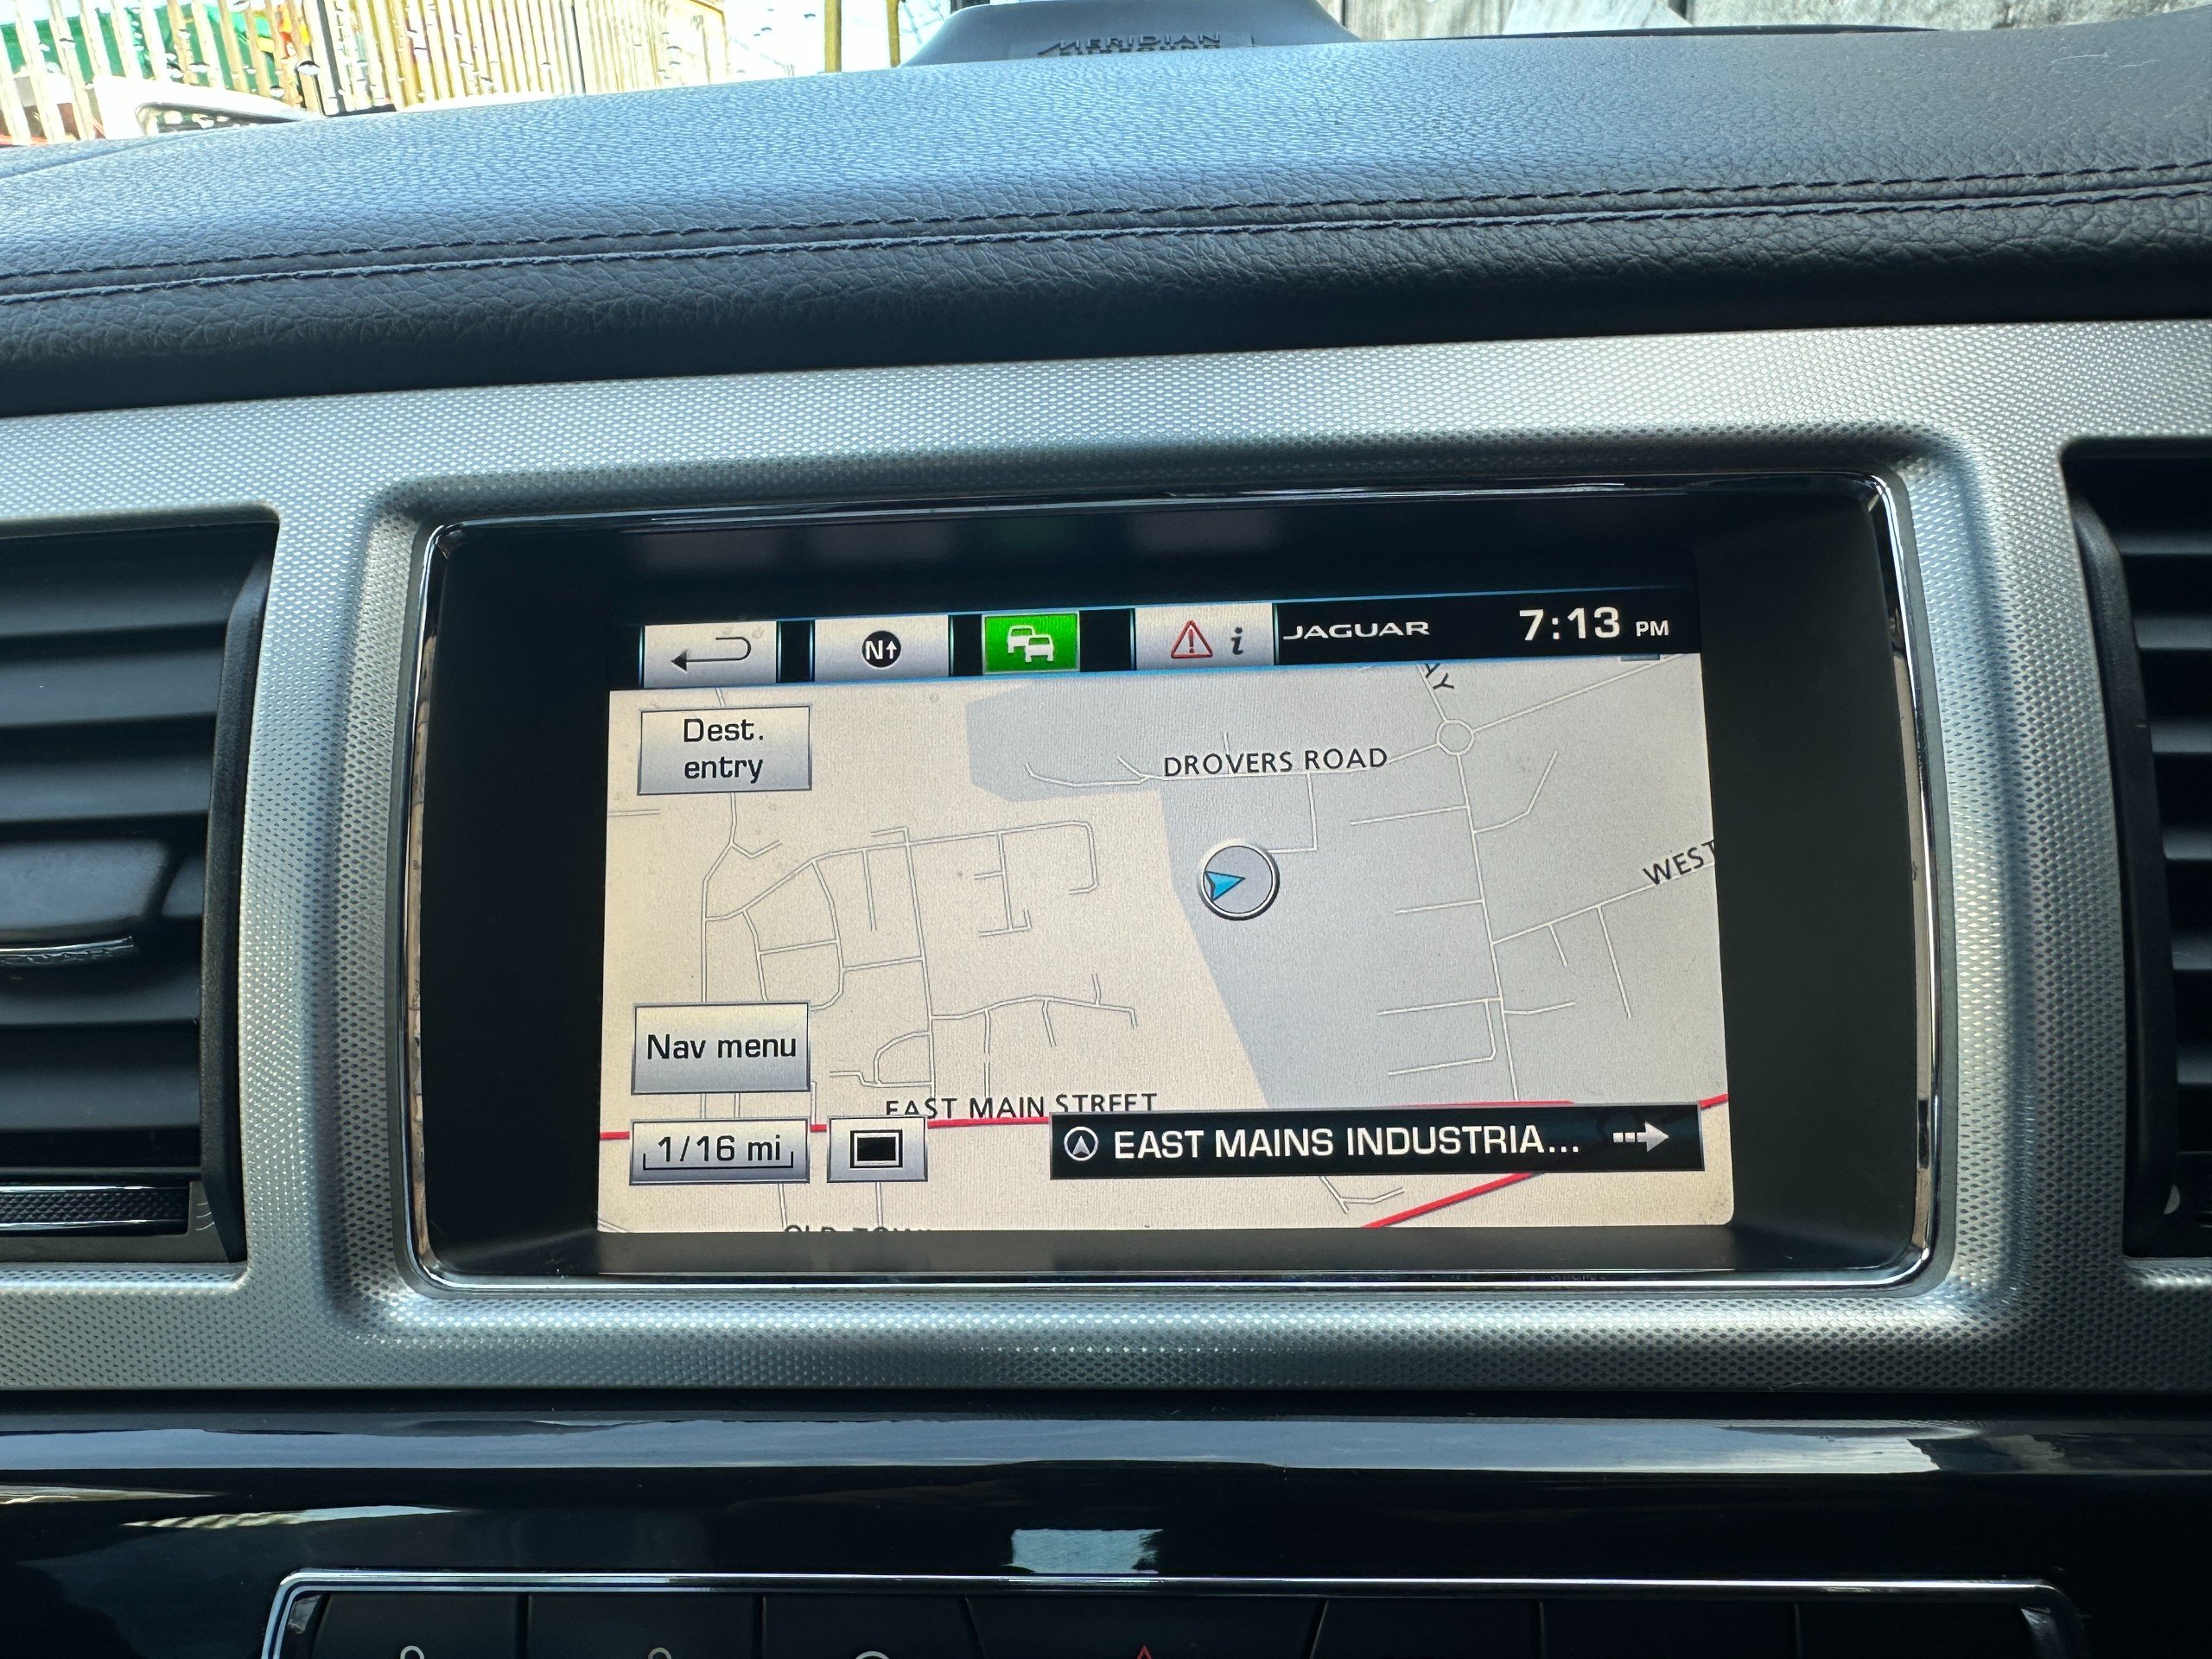 MERIDIAN
N
i
JAGUAR
7:13 PM
Dest.
entry
DROVERS ROAD
WEST
Nav menu
EAST MAIN STREET
1/16 mi
EAST MAINS INDUSTRIA...